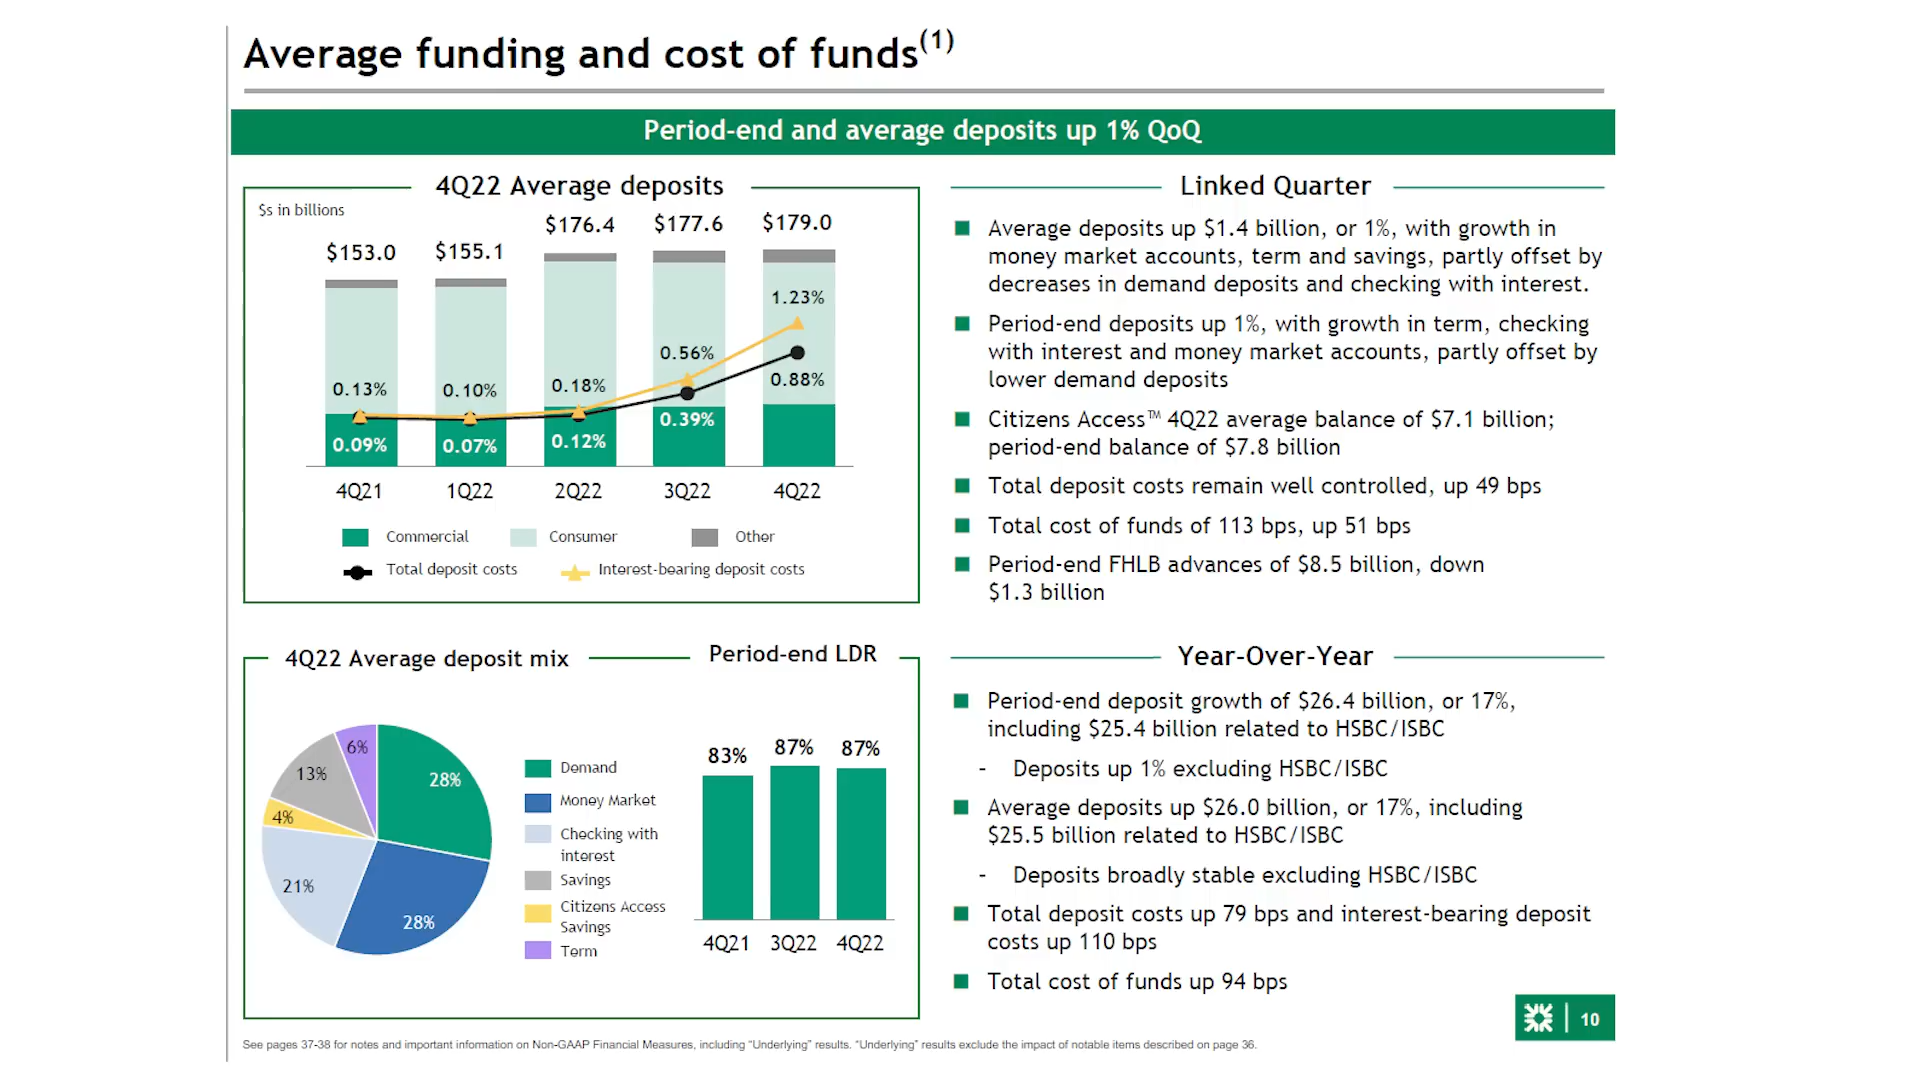 Average funding and cost of funds(1)
Period-end and average deposits up 1% QoQ
4Q22 Average deposits
$s in billions
$153.0
$155.1
$176.4
$177.6
$179.0
0.13%
0.10%
0.18%
0.56%
1.23%
0.09%
0.07%
0.12%
0.39%
0.88%
4Q21
1Q22
2Q22
3Q22
4Q22
Commercial
Consumer
Other
Total deposit costs
Interest-bearing deposit costs
Linked Quarter
Average deposits up $1.4 billion, or 1%, with growth in
money market accounts, term and savings, partly offset by
decreases in demand deposits and checking with interest.
Period-end deposits up 1%, with growth in term, checking
with interest and money market accounts, partly offset by
lower demand deposits
Citizens Access™ 4Q22 average balance of $7.1 billion;
period-end balance of $7.8 billion
Total deposit costs remain well controlled, up 49 bps
Total cost of funds of 113 bps, up 51 bps
Period-end FHLB advances of $8.5 billion, down
$1.3 billion
4Q22 Average deposit mix
28%
28%
21%
4%
13%
6%
Demand
Money Market
Checking with
interest
Savings
Citizens Access
Savings
Term
Period-end LDR
83%
87%
87%
4Q21
3Q22
4Q22
Year-Over-Year
Period-end deposit growth of $26.4 billion, or 17%,
including $25.4 billion related to HSBC/ISBC
- Deposits up 1% excluding HSBC/ISBC
Average deposits up $26.0 billion, or 17%, including
$25.5 billion related to HSBC/ISBC
- Deposits broadly stable excluding HSBC/ISBC
Total deposit costs up 79 bps and interest-bearing deposit
costs up 110 bps
Total cost of funds up 94 bps
10
See pages 37-38 for notes and important information on Non-GAAP Financial Measures, including “Underlying” results. “Underlying” results exclude the impact of notable items described on page 36.